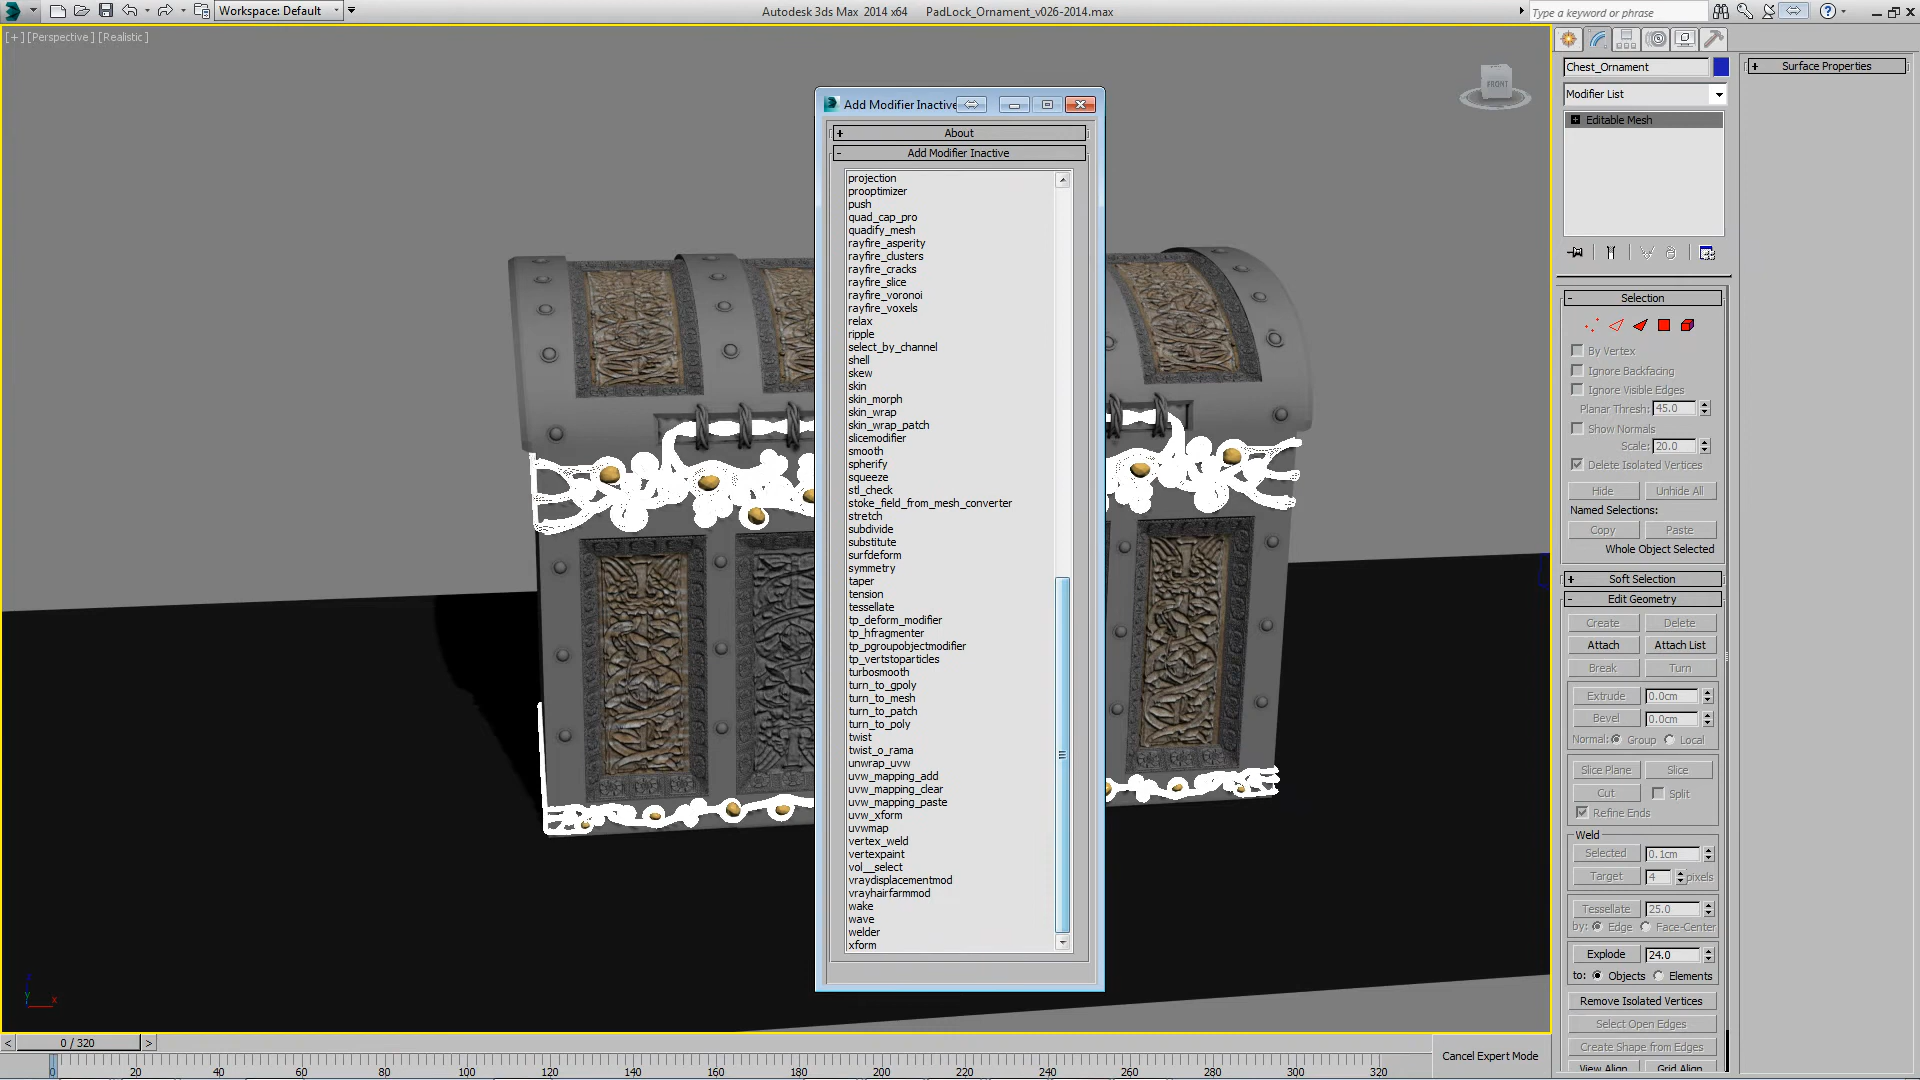 Workspace: Default
Autodesk 3ds Max 2014 x64 PadLock_Ornament_v026-2014.max
Type a keyword or phrase
[+] [Perspective ] [Realistic ]
FRONT
Add Modifier Inactive
+ About
- Add Modifier Inactive
projection
prooptimizer
push
quad_cap_pro
quadify_mesh
rayfire_asperity
rayfire_clusters
rayfire_cracks
rayfire_slice
rayfire_voronoi
rayfire_voxels
relax
ripple
select_by_channel
shell
skew
skin
skin_morph
skin_wrap
skin_wrap_patch
slicemodifier
smooth
spherify
squeeze
stl_check
stoke_field_from_mesh_converter
stretch
subdivide
substitute
surfdeform
symmetry
taper
tension
tessellate
tp_deform_modifier
tp_hfragmenter
tp_pgroupobjectmodifier
tp_vertstoparticles
turbosmooth
turn_to_gpoly
turn_to_mesh
turn_to_patch
turn_to_poly
twist
twist_o_rama
unwrap_uvw
uvw_mapping_add
uvw_mapping_clear
uvw_mapping_paste
uvw_xform
uvwmap
vertex_weld
vertexpaint
vol__select
vraydisplacementmod
vrayhairfarmmod
wake
wave
welder
xform
Chest_Ornament
Modifier List
Editable Mesh
+ Surface Properties
- Selection
By Vertex
Ignore Backfacing
Ignore Visible Edges
Planar Thresh: 45.0
Show Normals
Scale: 20.0
Delete Isolated Vertices
Hide Unhide All
Named Selections:
Copy Paste
Whole Object Selected
+ Soft Selection
- Edit Geometry
Create Delete
Attach Attach List
Break Turn
Extrude 0.0cm
Bevel 0.0cm
Normal: Group Local
Slice Plane Slice
Cut Split
Refine Ends
Weld
Selected 0.1cm
Target 4 pixels
Tessellate 25.0
by: Edge Face-Center
Explode 24.0
to: Objects Elements
Remove Isolated Vertices
Select Open Edges
Create Shape from Edges
View Align Grid Align
y x
< 0 / 320 >
Cancel Expert Mode
0 20 40 60 80 100 120 140 160 180 200 220 240 260 280 300 320